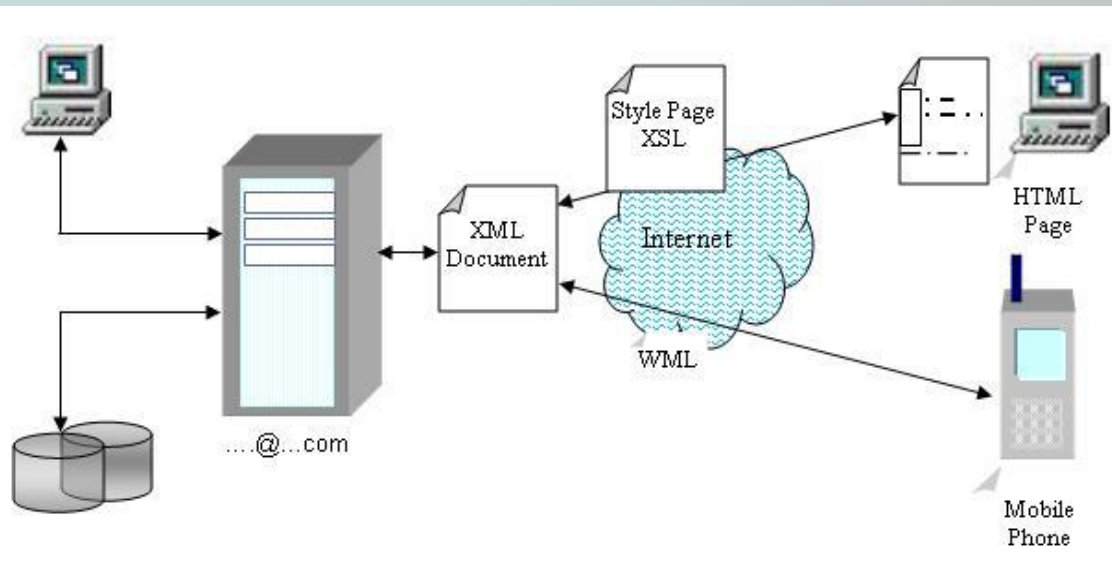 Style Page
XSL
HTML
Page
XML
Document
Internet
WML
....@...com
Mobile
Phone